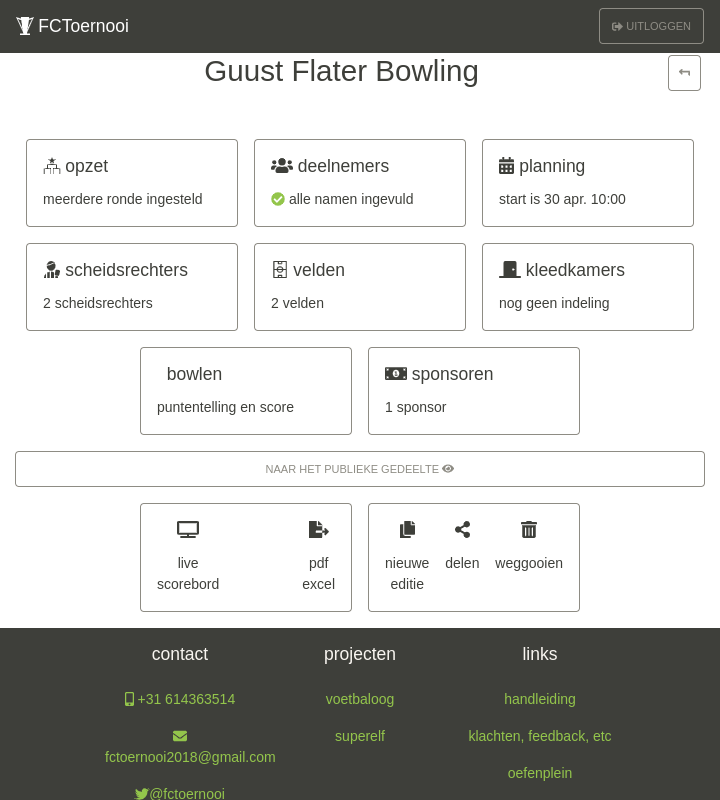 FCToernooi
UITLOGGEN
Guust Flater Bowling
opzet
meerdere ronde ingesteld
deelnemers
alle namen ingevuld
planning
start is 30 apr. 10:00
scheidsrechters
2 scheidsrechters
velden
2 velden
kleedkamers
nog geen indeling
bowlen
puntentelling en score
sponsoren
1 sponsor
NAAR HET PUBLIEKE GEDEELTE
live
scorebord
pdf
excel
nieuwe
editie
delen
weggooien
contact
+31 614363514
fctoernooi2018@gmail.com
@fctoernooi
projecten
voetbaloog
superelf
links
handleiding
klachten, feedback, etc
oefenplein